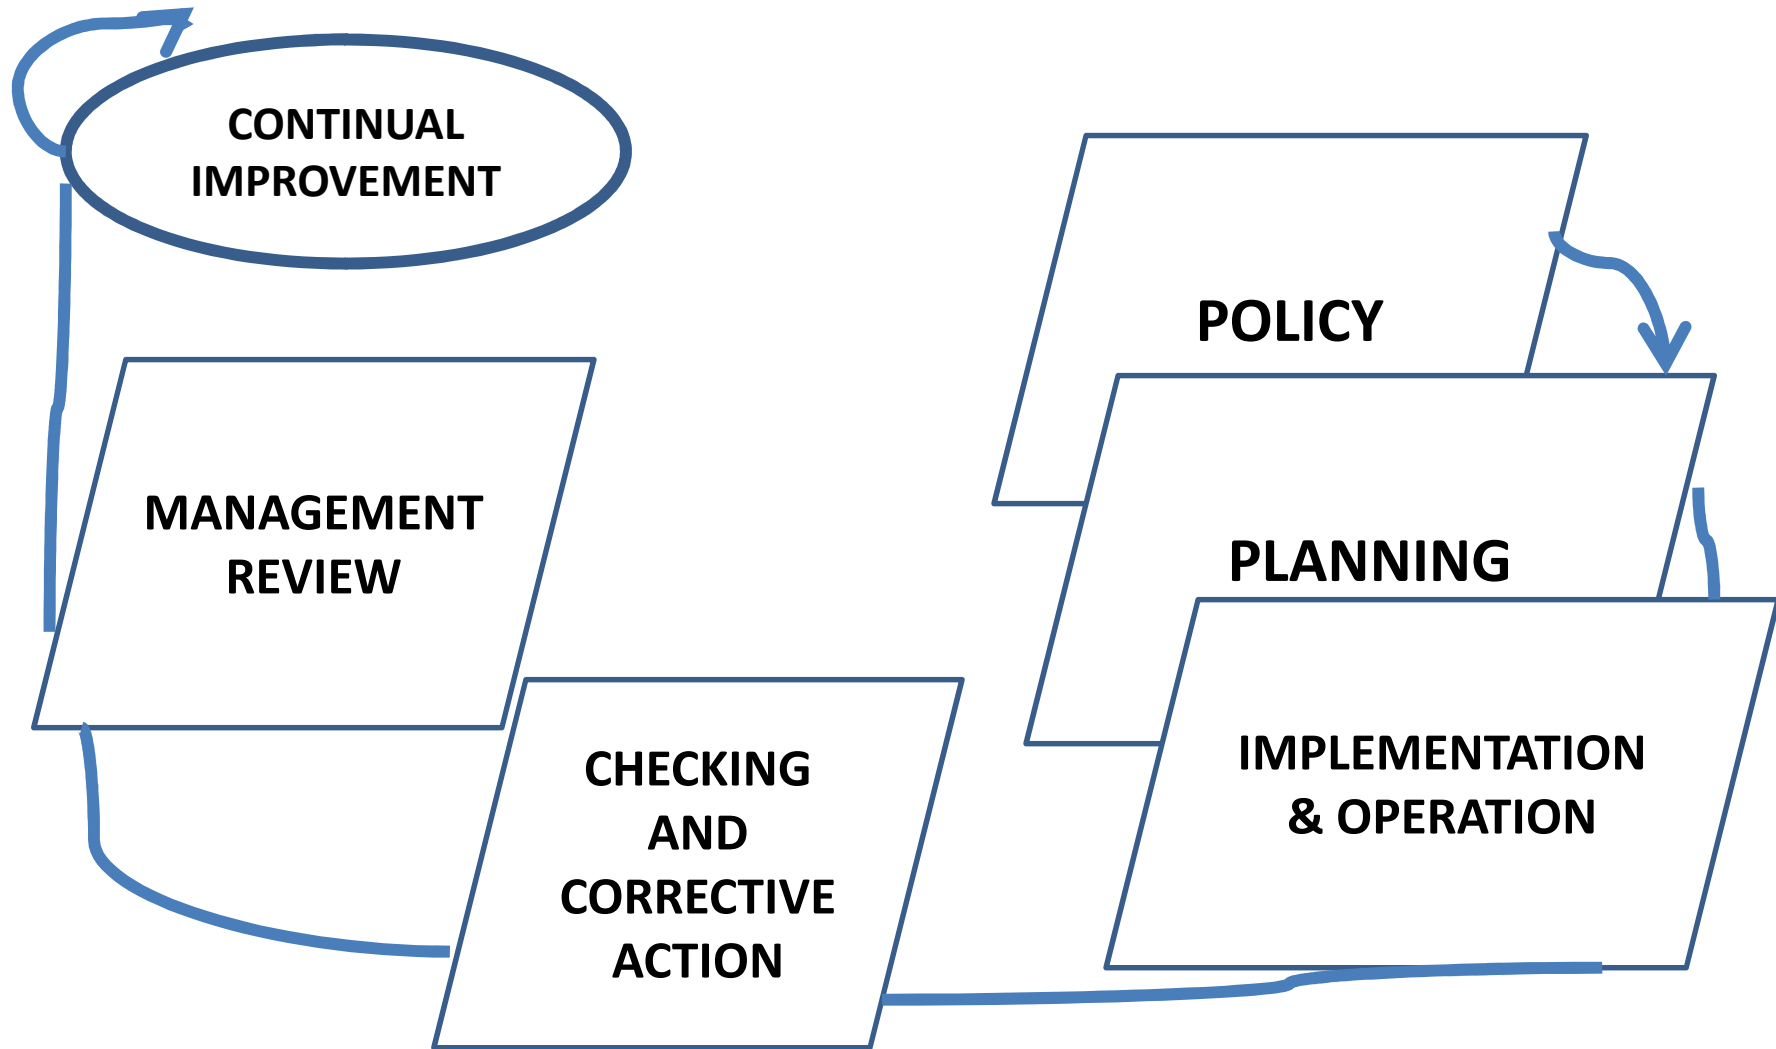 CONTINUAL
IMPROVEMENT
POLICY
PLANNING
IMPLEMENTATION
& OPERATION
CHECKING
AND
CORRECTIVE
ACTION
MANAGEMENT
REVIEW